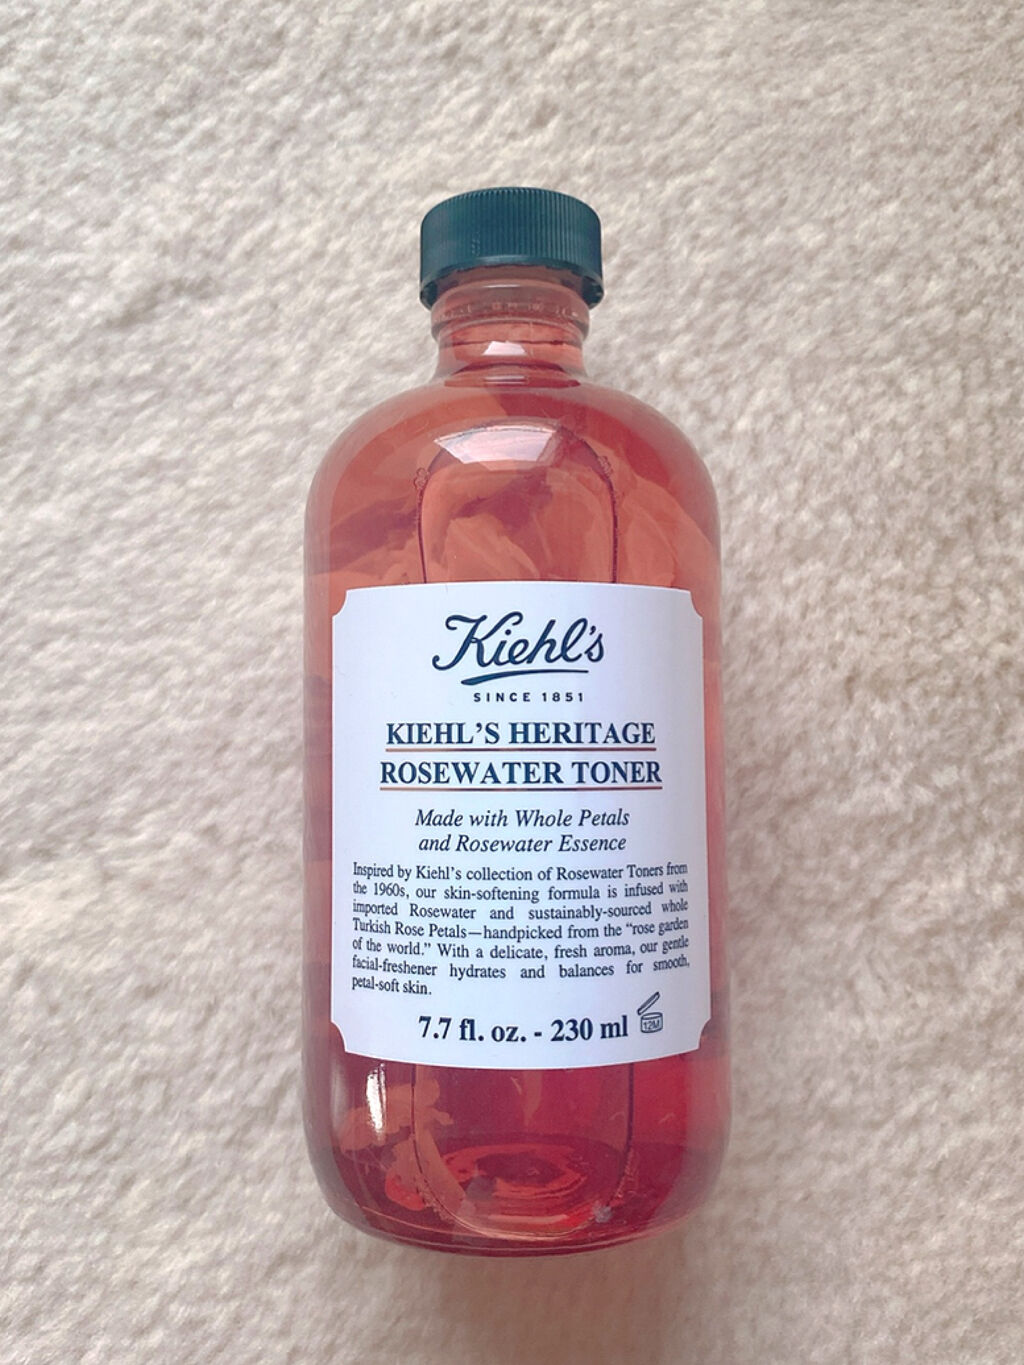 Kiehl's
SINCE 1851
KIEHL'S HERITAGE
ROSEWATER TONER
Made with Whole Petals
and Rosewater Essence
Inspired by Kiehl's collection of Rosewater Toners from
the 1960s, our skin-softening formula is infused with
imported Rosewater and sustainably-sourced whole
Turkish Rose Petals—handpicked from the "rose garden
of the world." With a delicate, fresh aroma, our gentle
facial-freshener hydrates and balances for smooth,
petal-soft skin.
7.7 fl. oz. - 230 ml 12M